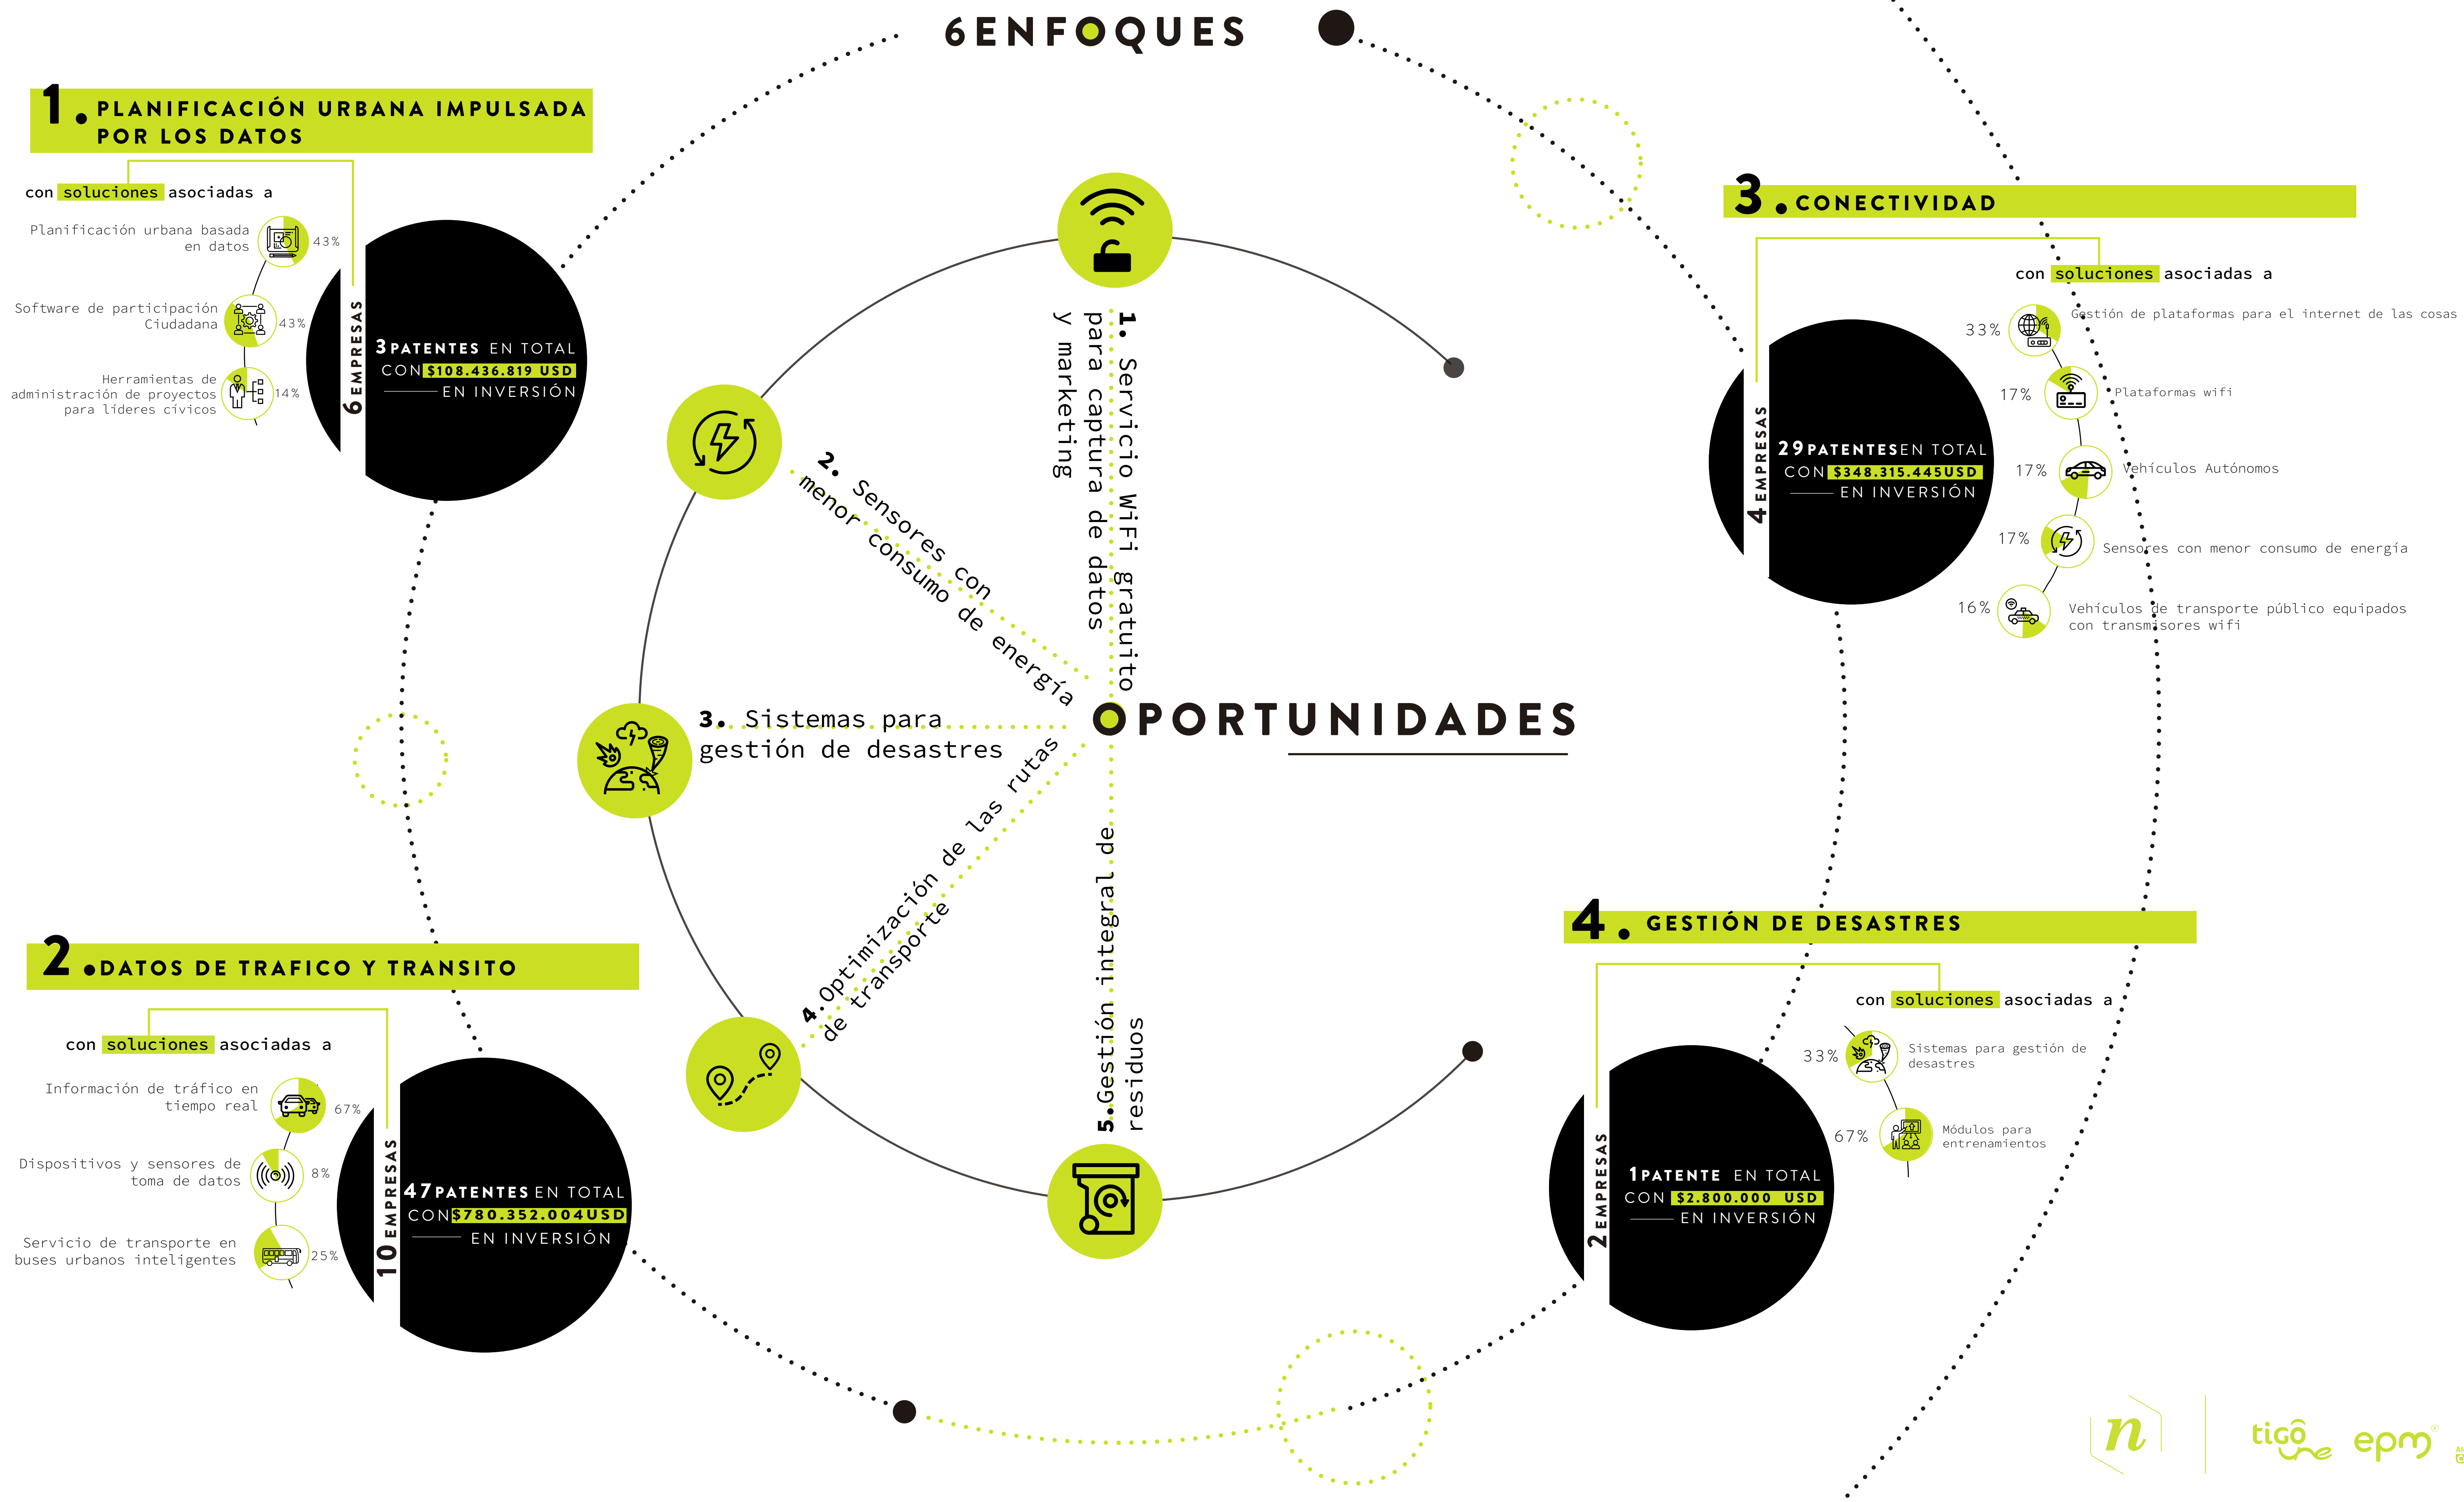 6ENFOQUES
1. PLANIFICACIÓN URBANA IMPULSADA
POR LOS DATOS
con soluciones asociadas a
Planificación urbana basada
en datos
43%
Software de participación
Ciudadana
43%
Herramientas de
administración de proyectos
para líderes cívicos
14%
6 EMPRESAS
3 PATENTES EN TOTAL
CON $108.436.819 USD
EN INVERSIÓN
2. DATOS DE TRAFICO Y TRANSITO
con soluciones asociadas a
Información de tráfico en
tiempo real
67%
Dispositivos y sensores de
toma de datos
8%
Servicio de transporte en
buses urbanos inteligentes
25%
10 EMPRESAS
47 PATENTES EN TOTAL
CON $780.352.004USD
EN INVERSIÓN
OPORTUNIDADES
1. Servicio WiFi gratuito
para captura de datos
y marketing
2. Sensores con
menor consumo de energía
3. Sistemas para
gestión de desastres
4. Optimización de las rutas
de transporte
5. Gestión integral de
residuos
3. CONECTIVIDAD
con soluciones asociadas a
33%
Gestión de plataformas para el internet de las cosas
17%
Plataformas wifi
17%
Vehículos Autónomos
17%
Sensores con menor consumo de energía
16%
Vehículos de transporte público equipados
con transmisores wifi
4 EMPRESAS
29 PATENTES EN TOTAL
CON $348.315.445USD
EN INVERSIÓN
4. GESTIÓN DE DESASTRES
con soluciones asociadas a
33%
Sistemas para gestión de
desastres
67%
Módulos para
entrenamientos
2 EMPRESAS
1 PATENTE EN TOTAL
CON $2.800.000 USD
EN INVERSIÓN
n
tigo
une
epm®